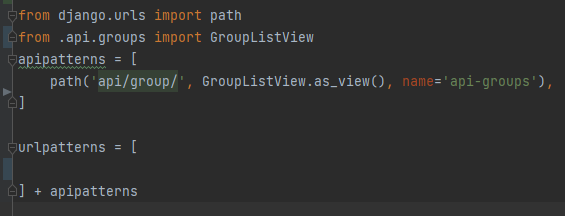 from django.urls import path
from .api.groups import GroupListView
apipatterns = [
    path('api/group/', GroupListView.as_view(), name='api-groups'),
]
urlpatterns = [
] + apipatterns